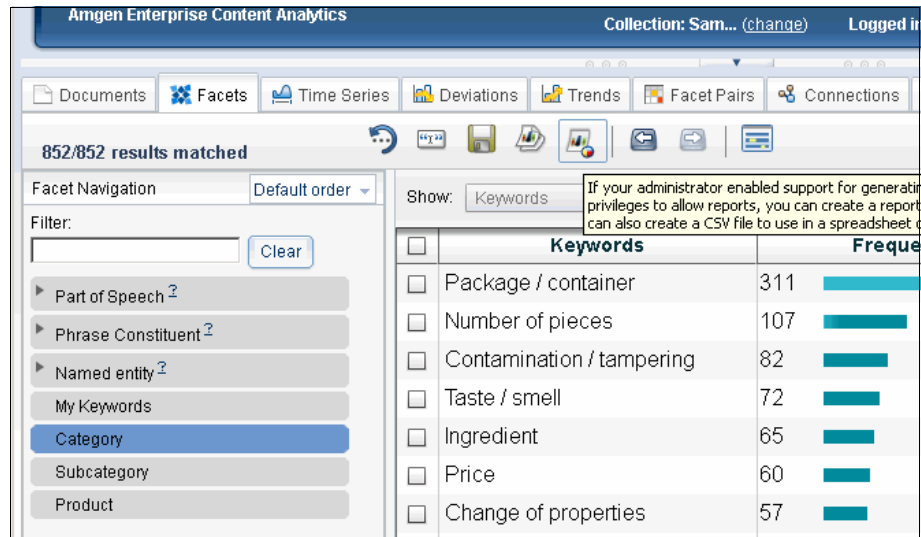 Amgen Enterprise Content Analytics
Collection: Sam... (change) Logged in
Documents Facets Time Series Deviations Trends Facet Pairs Connections
852/852 results matched
Facet Navigation Default order
Show: Keywords
If your administrator enabled support for generatin
privileges to allow reports, you can create a report
can also create a CSV file to use in a spreadsheet
Filter:
Clear
Keywords Freque
Part of Speech ?
Phrase Constituent ?
Named entity ?
My Keywords
Category
Subcategory
Product
Package / container 311
Number of pieces 107
Contamination / tampering 82
Taste / smell 72
Ingredient 65
Price 60
Change of properties 57